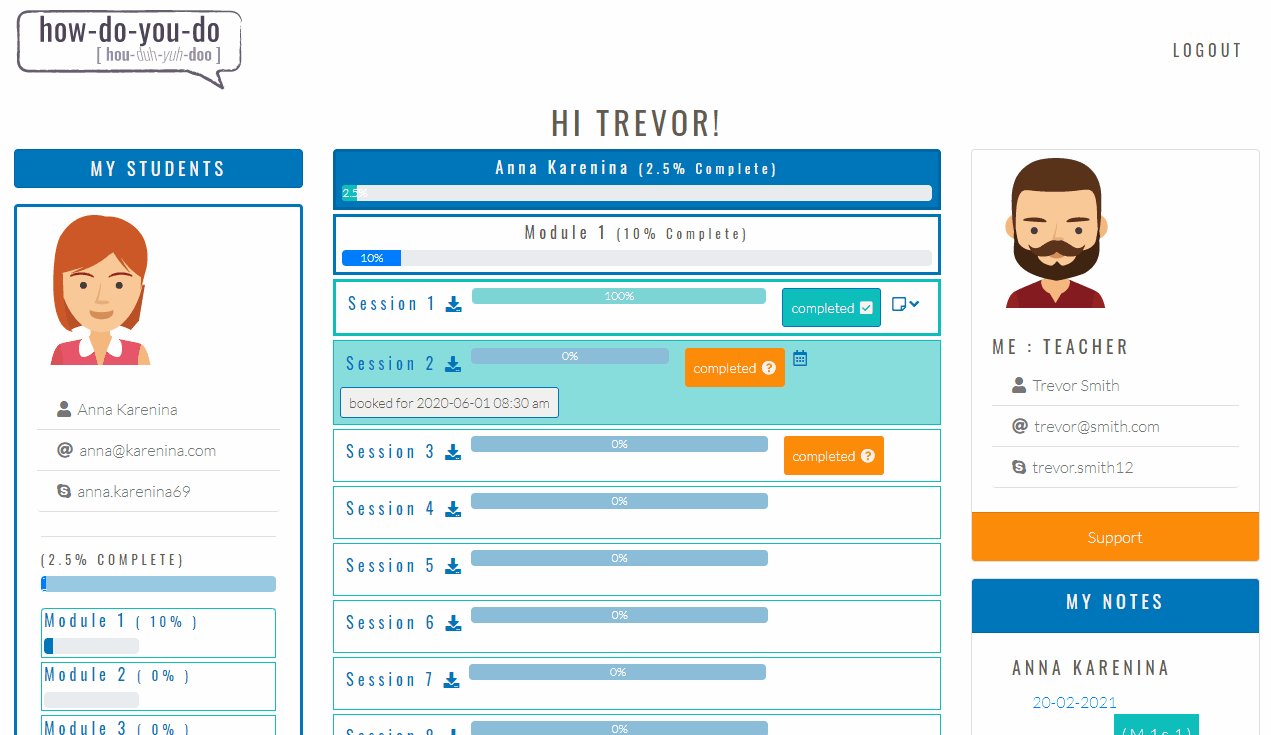 how-do-you-do
[ hou-duh-yuh-doo ]
LOGOUT
HI TREVOR!
MY STUDENTS
Anna Karenina
anna@karenina.com
anna.karenina69
(2.5% COMPLETE)
Module 1 ( 10% )
Module 2 ( 0% )
Module 3 ( 0% )
Anna Karenina (2.5% Complete)
2.5%
Module 1 (10% Complete)
10%
Session 1 100% completed
Session 2 0% completed
booked for 2020-06-01 08:30 am
Session 3 0% completed
Session 4 0%
Session 5 0%
Session 6 0%
Session 7 0%
0%
ME : TEACHER
Trevor Smith
trevor@smith.com
trevor.smith12
Support
MY NOTES
ANNA KARENINA
20-02-2021
( M.1 s.1 )